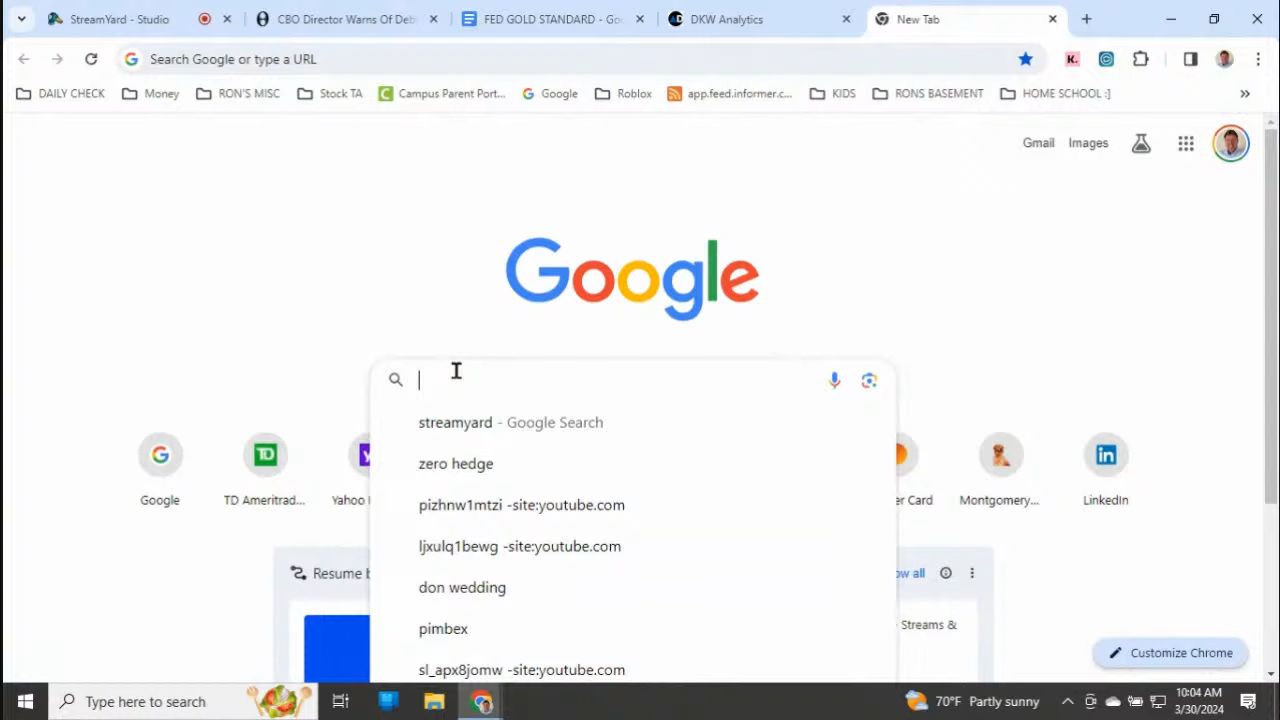 StreamYard - Studio
CBO Director Warns Of Deb
FED GOLD STANDARD - Go
DKW Analytics
New Tab
Search Google or type a URL
K.
DAILY CHECK
Money
RON'S MISC
Stock TA
Campus Parent Port...
Google
Roblox
app.feed.informer.c...
KIDS
RONS BASEMENT
HOME SCHOOL :]
Gmail
Images
Google
streamyard - Google Search
zero hedge
pizhnw1mtzi -site:youtube.com
ljxulq1bewg -site:youtube.com
don wedding
pimbex
sl_apx8jomw -site:youtube.com
TD
Google
TD Ameritrad...
Yahoo
er Card
Montgomery...
in
LinkedIn
Resume b
ow all
Streams &
Customize Chrome
Type here to search
70°F Partly sunny
10:04 AM
3/30/2024